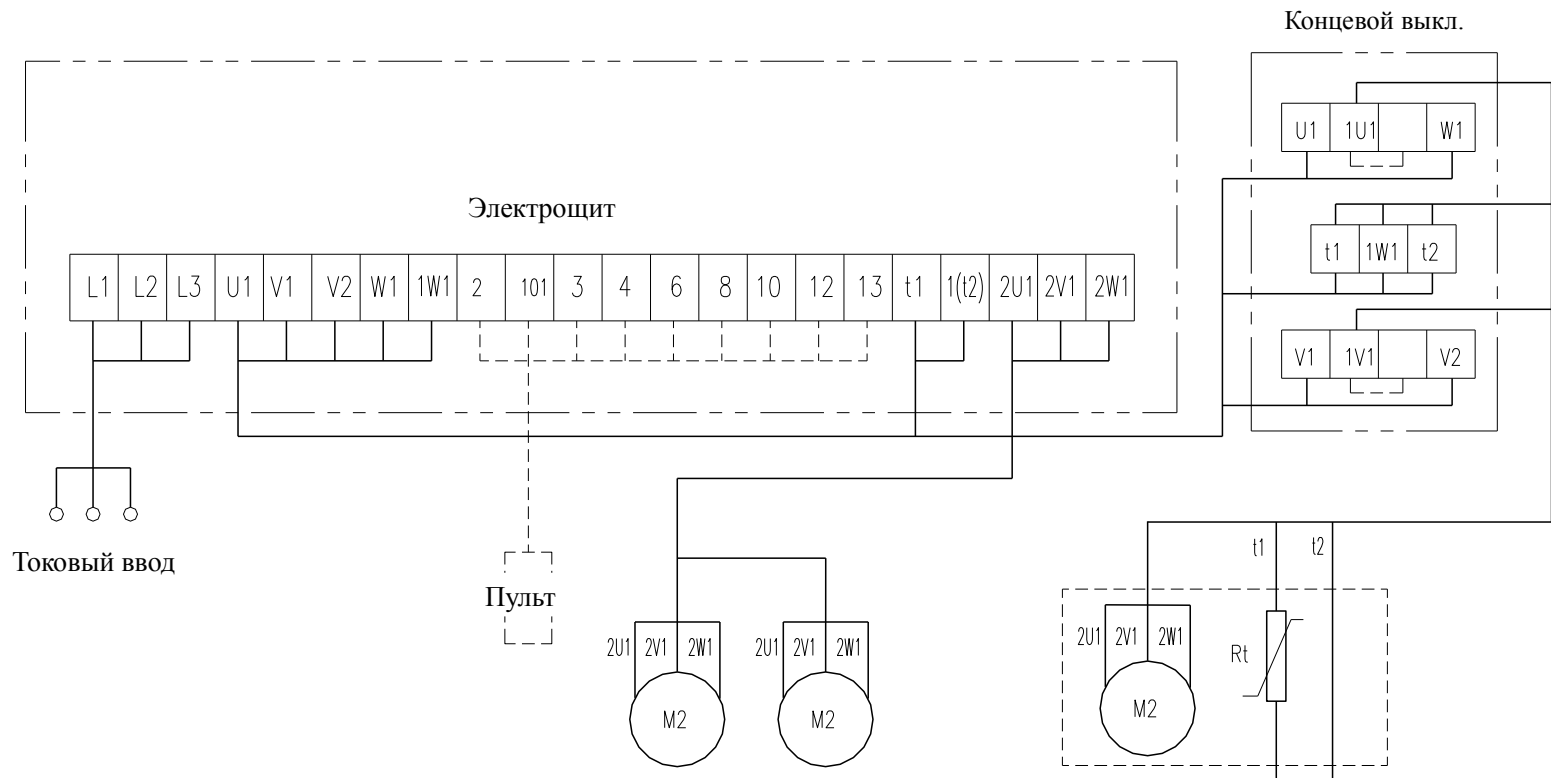 Концевой выкл.
U1 1U1 W1
Электрощит
t1 1W1 t2
L1 L2 L3 U1 V1 V2 W1 1W1 2 101 3 4 6 8 10 12 13 t1 1(t2) 2U1 2V1 2W1
V1 1V1 V2
Токовый ввод
t1 t2
Пульт
2U1 2V1 2W1 2U1 2V1 2W1 2U1 2V1 2W1
Rt
M2 M2 M2